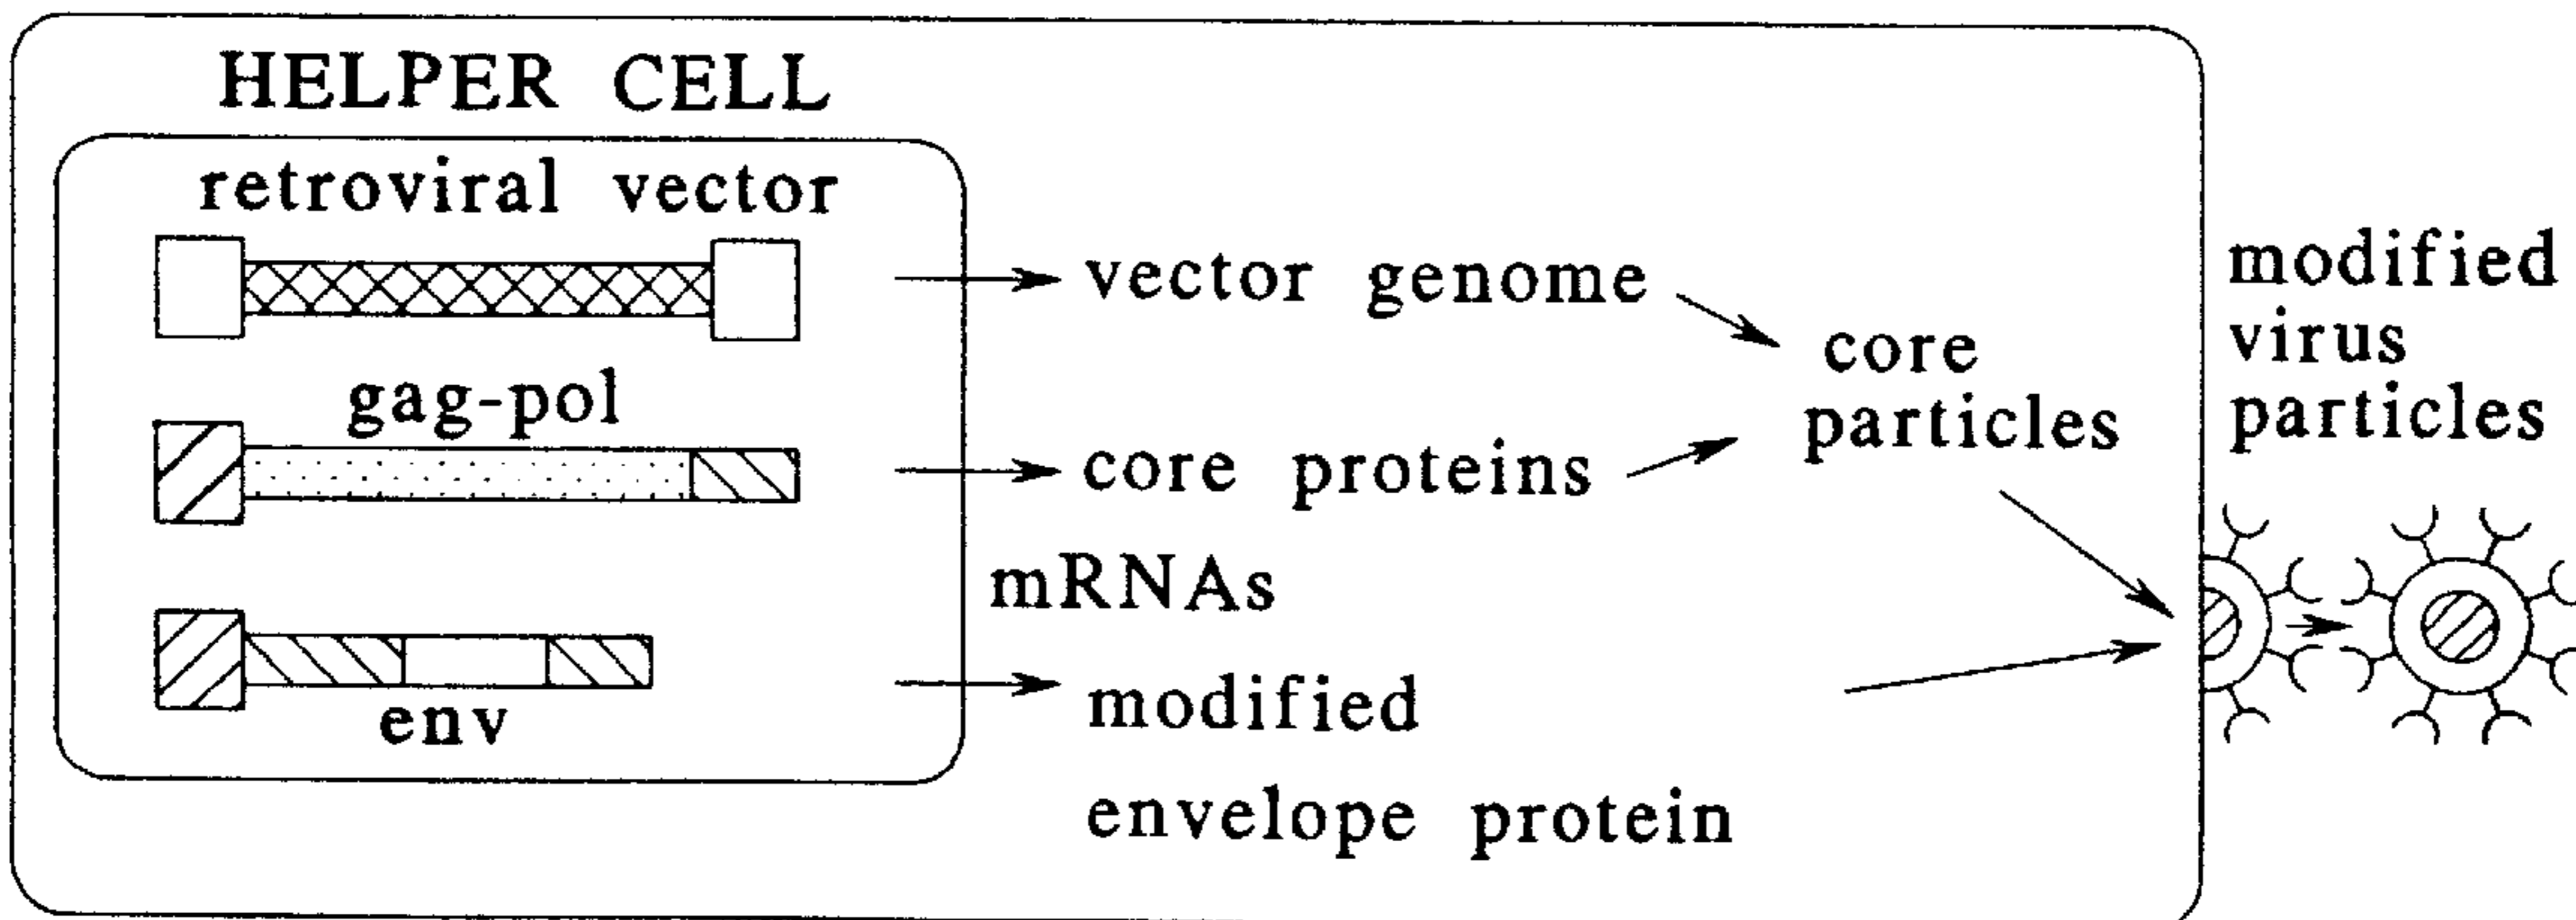 HELPER CELL
retroviral vector
gag-pol
env
mRNAs
vector genome
core proteins
modified
envelope protein
core
particles
modified
virus
particles